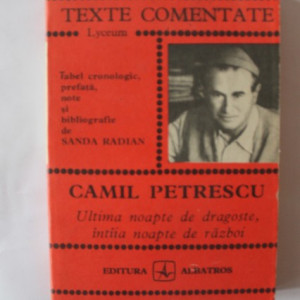 TEXTE COMENTATE
Lyceum
Tabel cronologic,
prefață,
note
și
bibliografie
de
SANDA RADIAN
CAMIL PETRESCU
Ultima noapte de dragoste,
întîia noapte de război
EDITURA ALBATROS